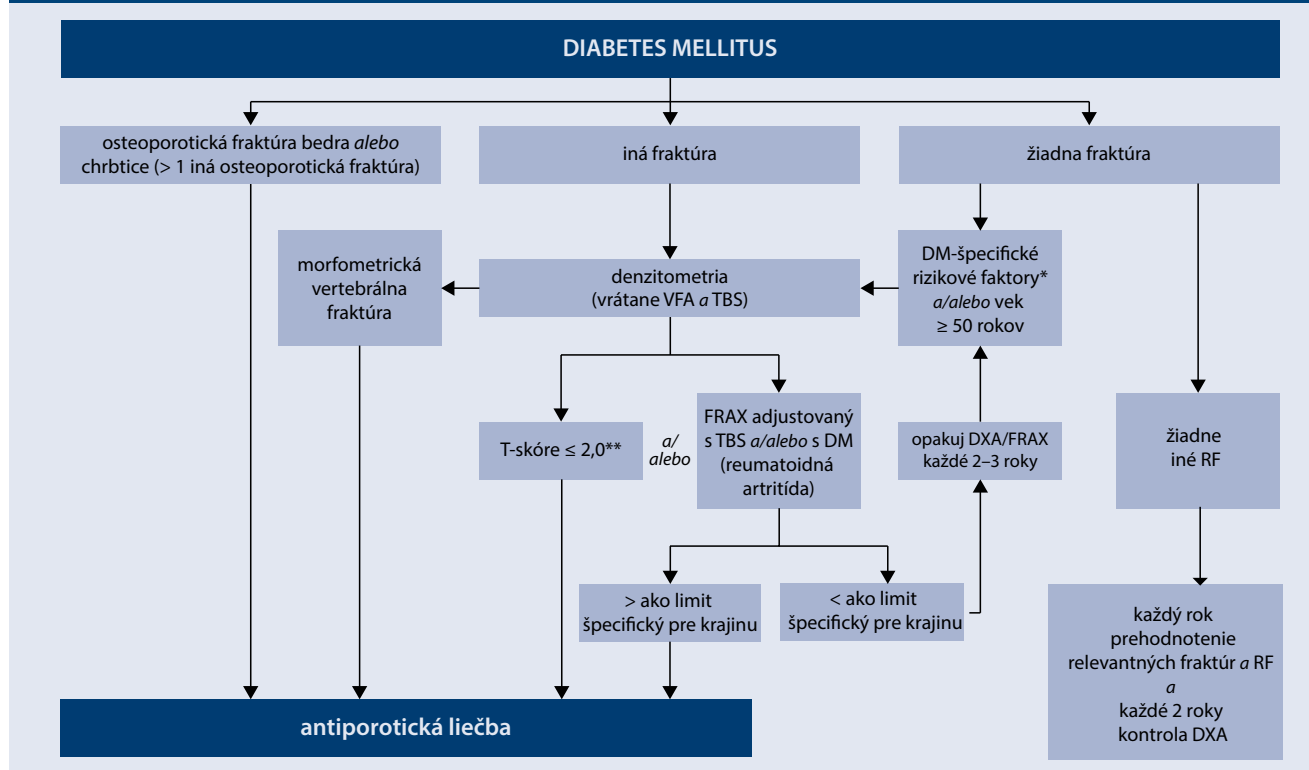 DIABETES MELLITUS
osteoporotická fraktúra bedra alebo
chrbtice (> 1 iná osteoporotická fraktúra)
iná fraktúra
žiadna fraktúra
morfometrická
vertebrálna
fraktúra
denzitometria
(vrátane VFA a TBS)
DM-špecifické
rizikové faktory*
a/alebo vek
≥ 50 rokov
T-skóre ≤ 2,0**
a/
alebo
FRAX adjustovaný
s TBS a/alebo s DM
(reumatoidná
artritída)
opakuj DXA/FRAX
každé 2–3 roky
žiadne
iné RF
> ako limit
špecifický pre krajinu
< ako limit
špecifický pre krajinu
každý rok
prehodnotenie
relevantných fraktúr a RF
a
každé 2 roky
kontrola DXA
antiporotická liečba